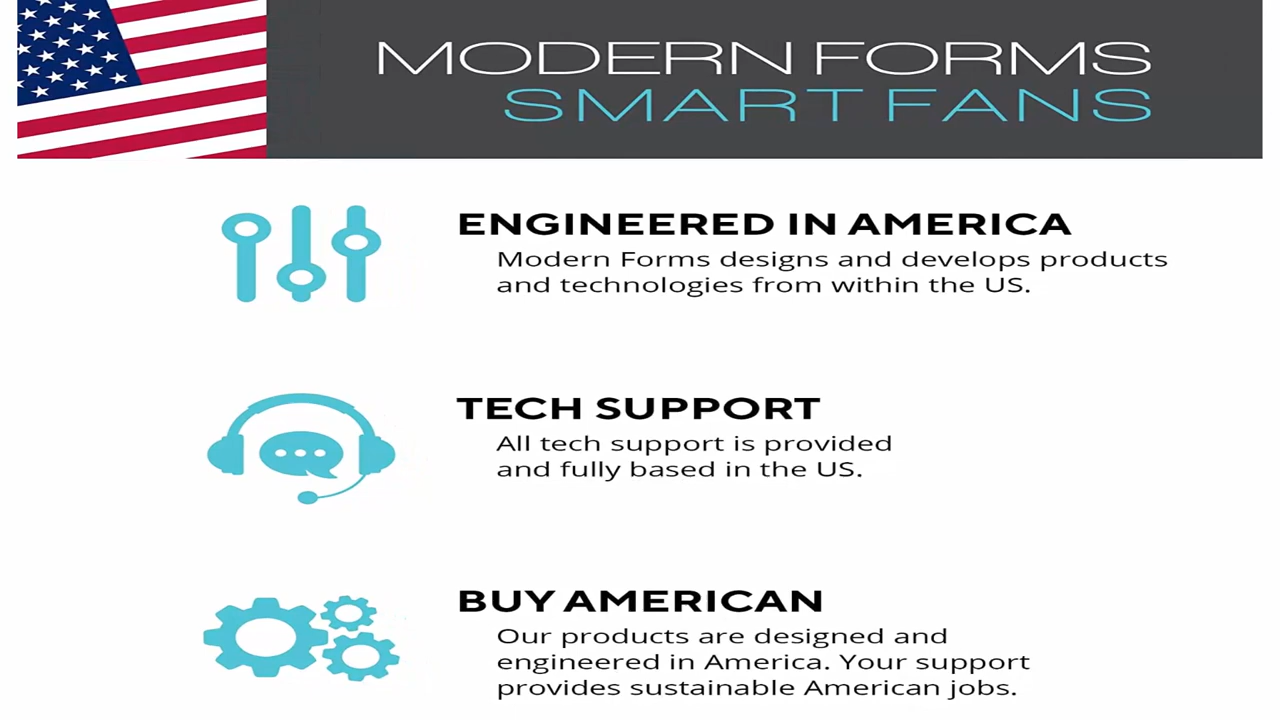 MODERN FORMS
SMART FANS
ENGINEERED IN AMERICA
Modern Forms designs and develops products
and technologies from within the US.
TECH SUPPORT
All tech support is provided
and fully based in the US.
BUY AMERICAN
Our products are designed and
engineered in America. Your support
provides sustainable American jobs.